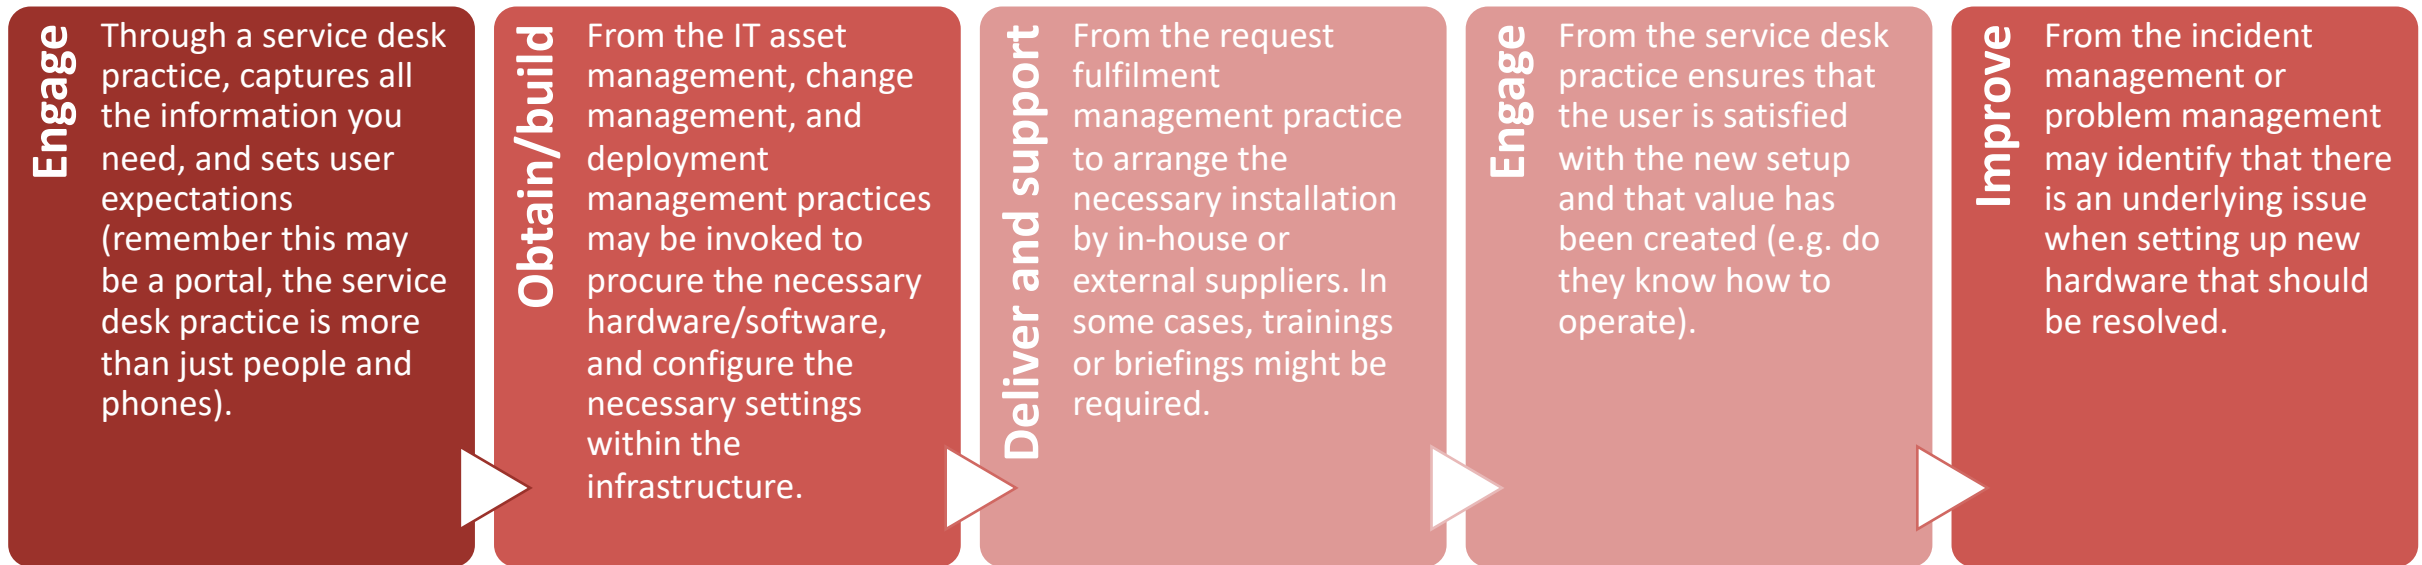 Engage
Through a service desk
practice, captures all
the information you
need, and sets user
expectations
(remember this may
be a portal, the service
desk practice is more
than just people and
phones).
Obtain/build
From the IT asset
management, change
management, and
deployment
management practices
may be invoked to
procure the necessary
hardware/software,
and configure the
necessary settings
within the
infrastructure.
Deliver and support
From the request
fulfilment
management practice
to arrange the
necessary installation
by in-house or
external suppliers. In
some cases, trainings
or briefings might be
required.
Engage
From the service desk
practice ensures that
the user is satisfied
with the new setup
and that value has
been created (e.g. do
they know how to
operate).
Improve
From the incident
management or
problem management
may identify that there
is an underlying issue
when setting up new
hardware that should
be resolved.